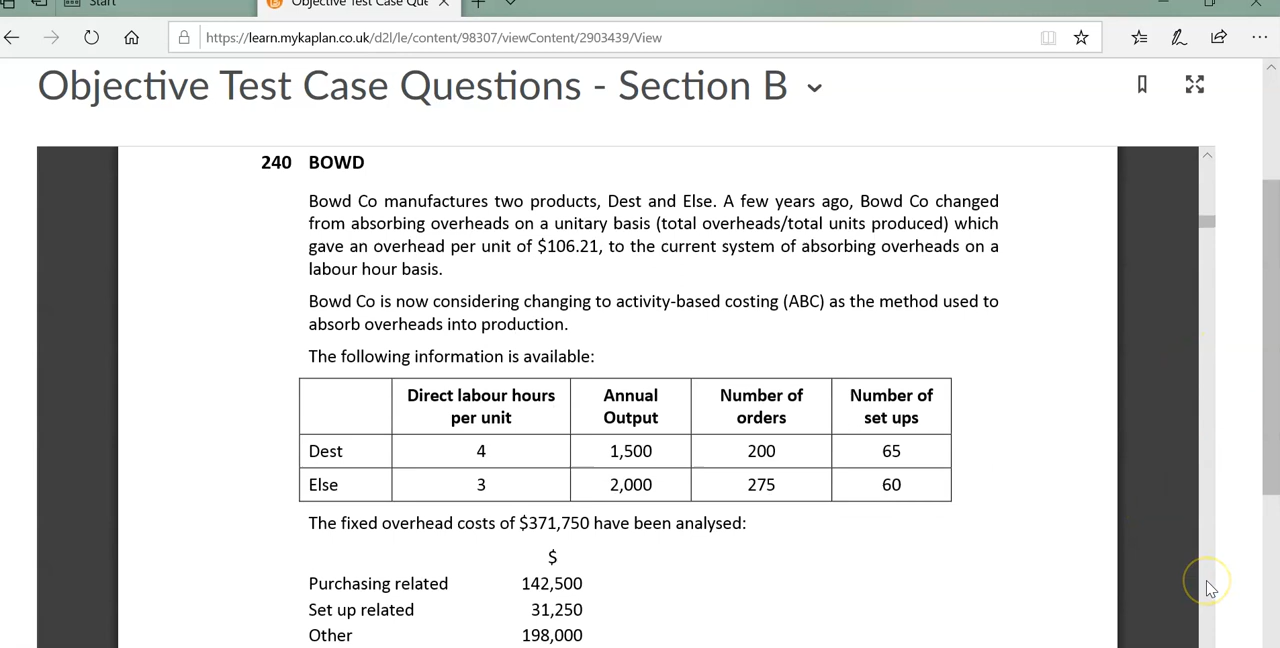 Start
Objective Test Case Que
https://learn.mykaplan.co.uk/d2l/le/content/98307/viewContent/2903439/View
Objective Test Case Questions - Section B
240 BOWD
Bowd Co manufactures two products, Dest and Else. A few years ago, Bowd Co changed
from absorbing overheads on a unitary basis (total overheads/total units produced) which
gave an overhead per unit of $106.21, to the current system of absorbing overheads on a
labour hour basis.
Bowd Co is now considering changing to activity-based costing (ABC) as the method used to
absorb overheads into production.
The following information is available:
Direct labour hours per unit Annual Output Number of orders Number of set ups
Dest 4 1,500 200 65
Else 3 2,000 275 60
The fixed overhead costs of $371,750 have been analysed:
$
Purchasing related 142,500
Set up related 31,250
Other 198,000